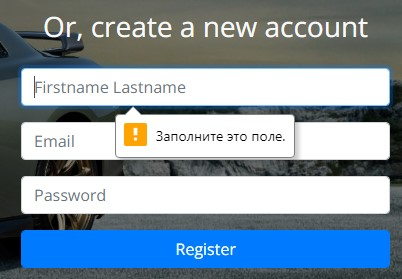 Or, create a new account
Firstname Lastname
Email
Заполните это поле.
Password
Register